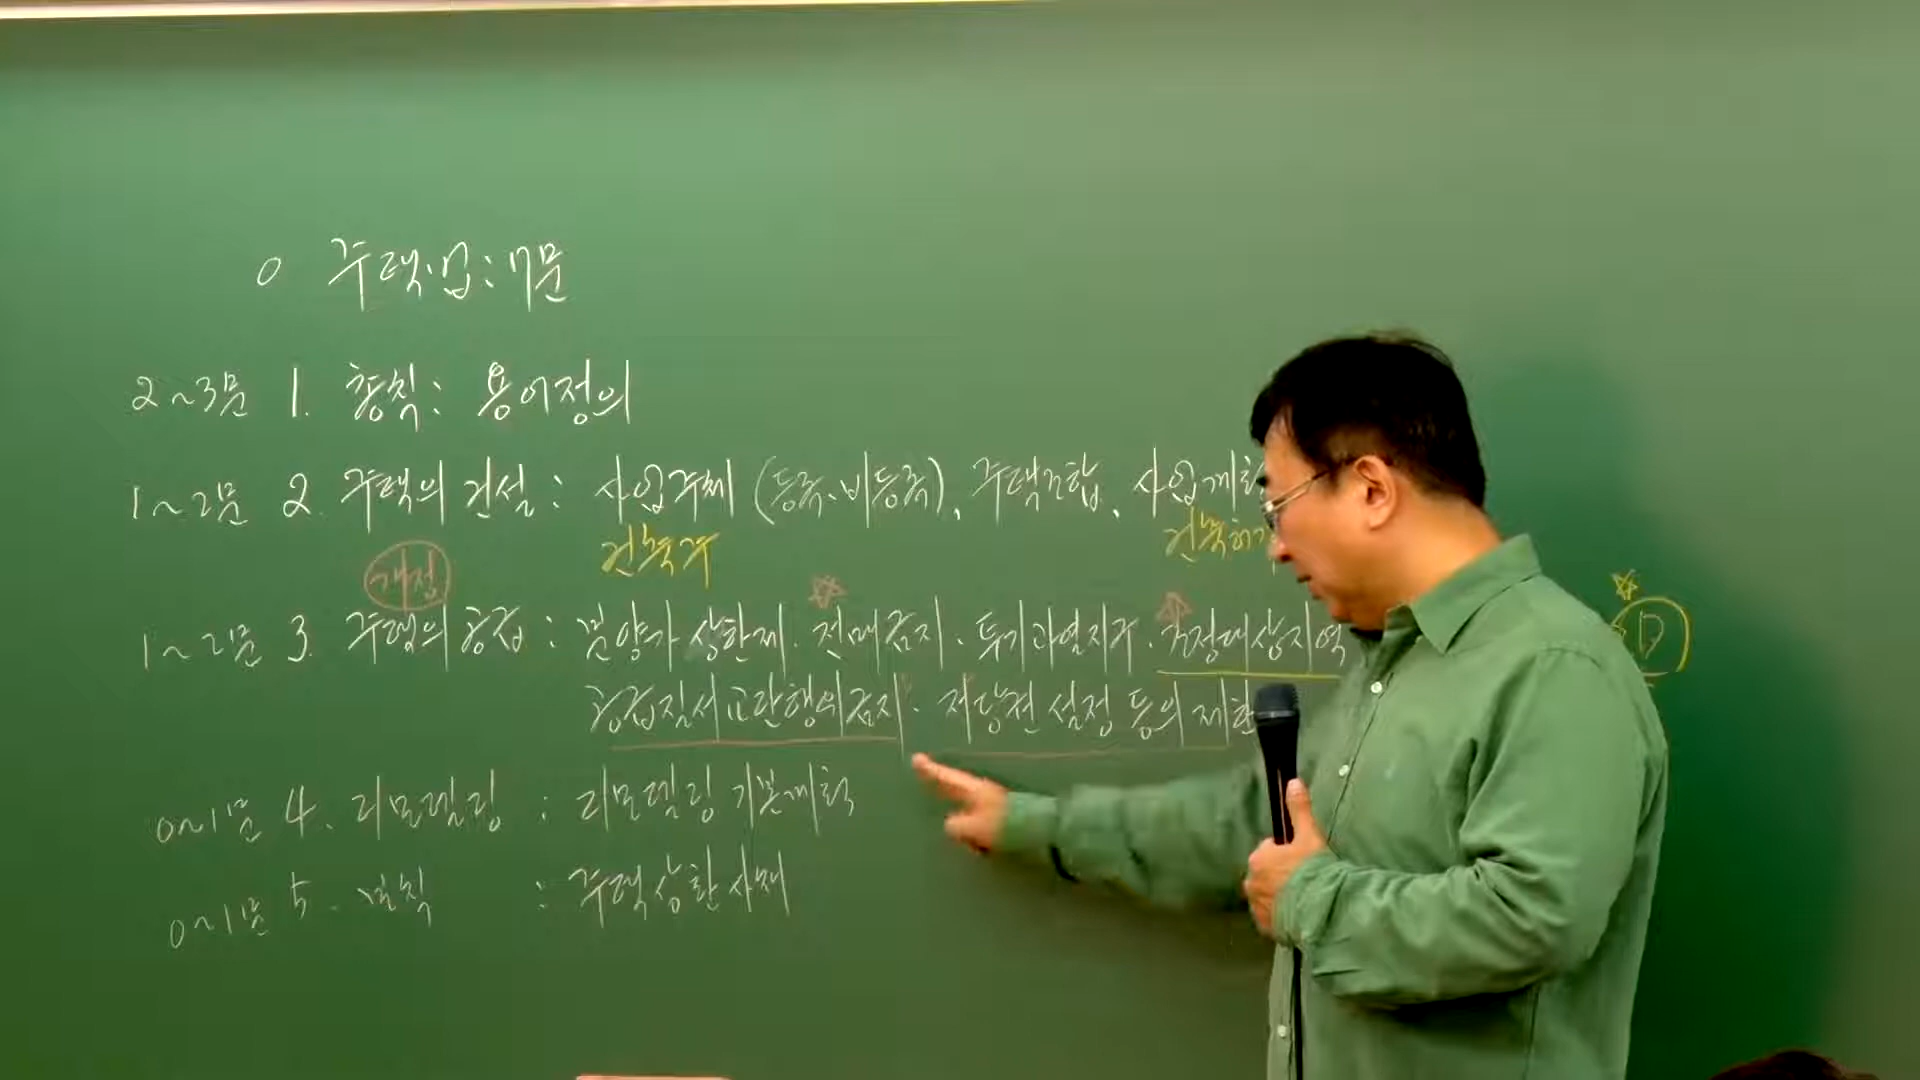 0 주택법 : 7문
2~3문 1. 총칙 : 용어정의
1~2문 2. 주택의 건설 : 사업주체 (등록·비등록), 주택조합, 사업계획
건축주 건축허가
개정
1~2문 3. 주택의 공급 : 분양가 상한제 · 전매금지 · 투기과열지구 · 조정대상지역
공급질서교란행위금지 · 저당권 설정 등의 제한
0~1문 4. 리모델링 : 리모델링 기본계획
0~1문 5. 벌칙 : 주택상환사채